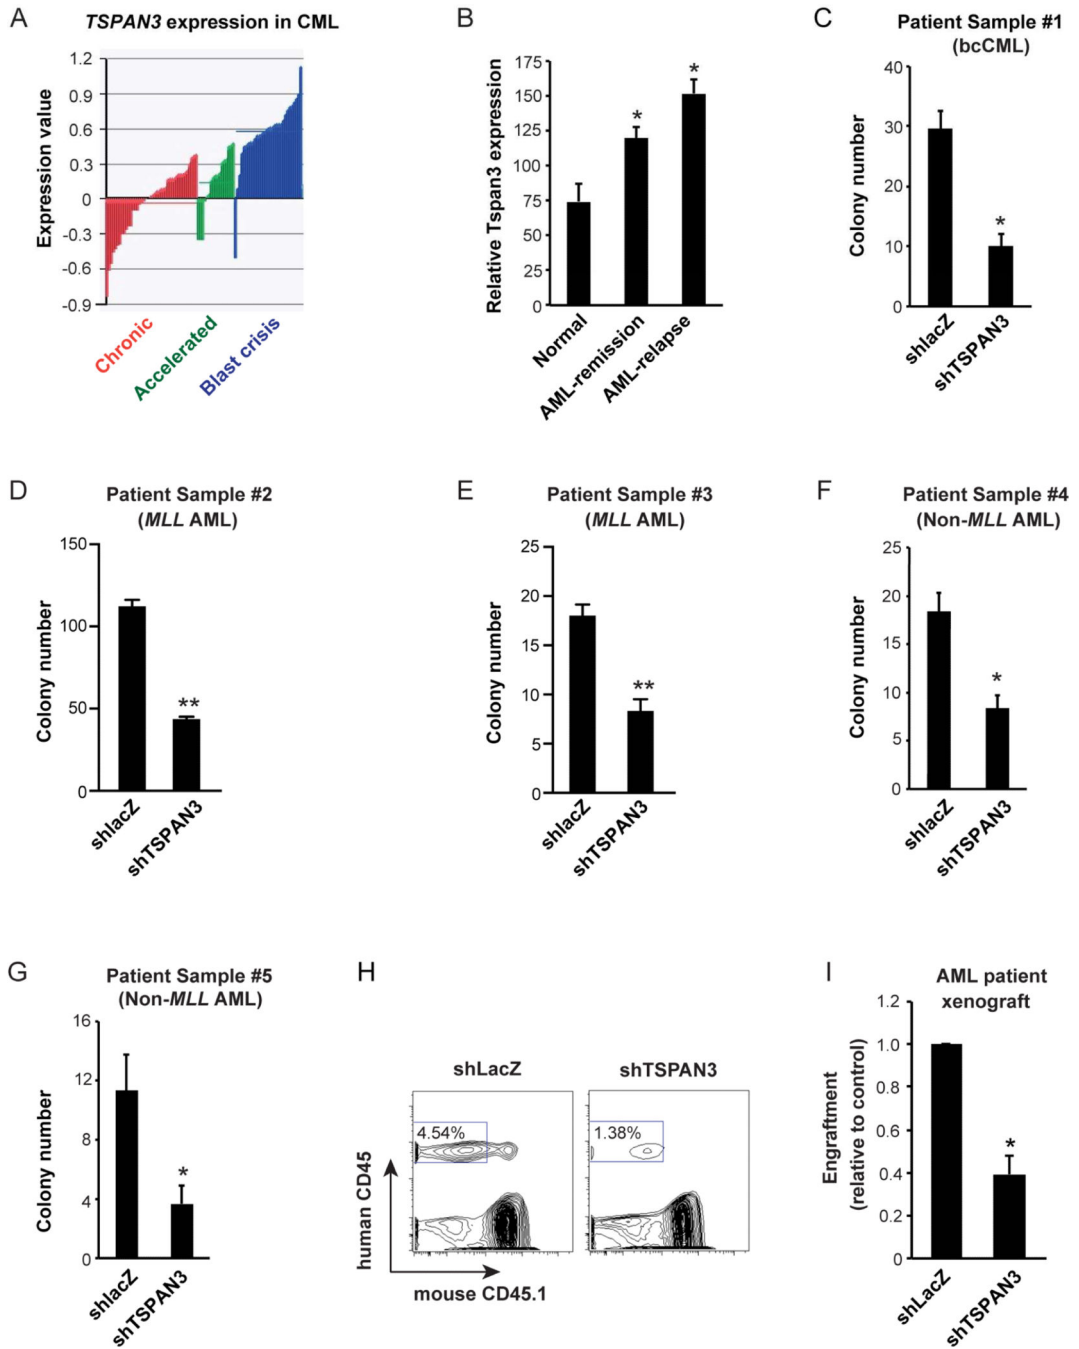 A
TSPAN3 expression in CML
Expression value
1.2
0.9
0.6
0.3
0
-0.3
-0.6
-0.9
Chronic
Accelerated
Blast crisis
B
Relative Tspan3 expression
175
150
125
100
75
50
25
0
Normal
AML-remission
AML-relapse
*
*
C
Patient Sample #1
(bcCML)
Colony number
40
30
20
10
0
*
shlacZ
shTSPAN3
D
Patient Sample #2
(MLL AML)
Colony number
150
100
50
0
**
shlacZ
shTSPAN3
E
Patient Sample #3
(MLL AML)
Colony number
25
20
15
10
5
0
**
shlacZ
shTSPAN3
F
Patient Sample #4
(Non-MLL AML)
Colony number
25
20
15
10
5
0
*
shlacZ
shTSPAN3
G
Patient Sample #5
(Non-MLL AML)
Colony number
16
12
8
4
0
*
shlacZ
shTSPAN3
H
shLacZ
shTSPAN3
4.54%
1.38%
human CD45
mouse CD45.1
I
AML patient
xenograft
Engraftment
(relative to control)
1.2
1.0
0.8
0.6
0.4
0.2
0
*
shLacZ
shTSPAN3